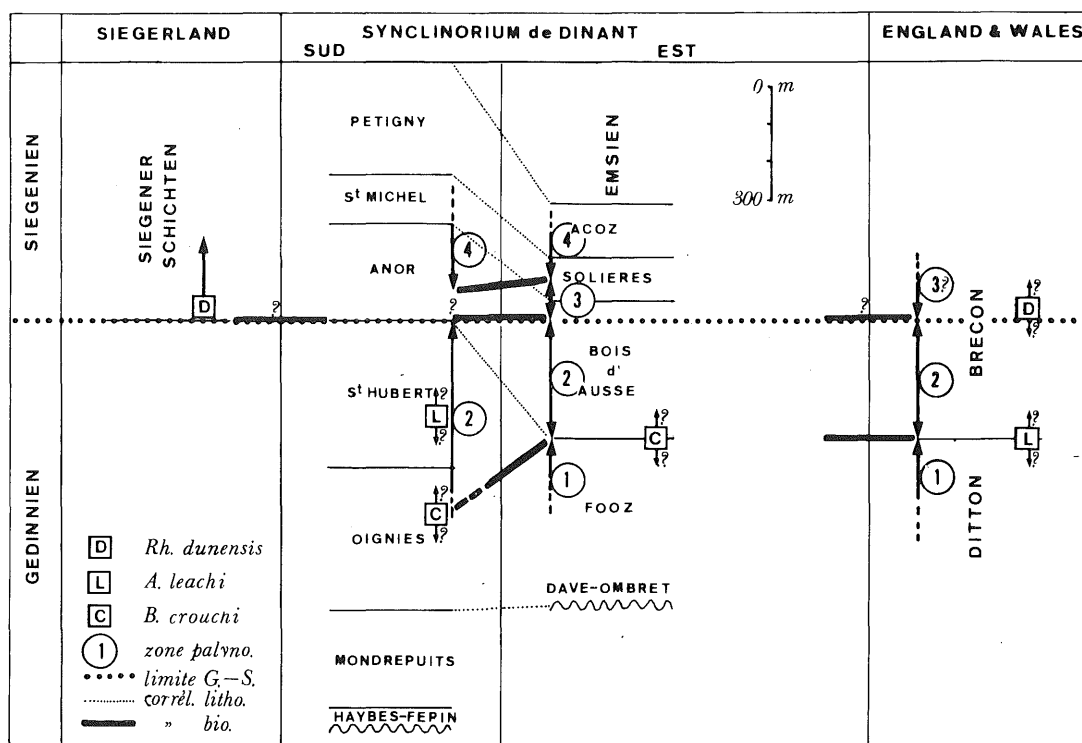 SIEGERLAND
SYNCLINORIUM de DINANT
SUD
EST
ENGLAND & WALES
SIEGENIEN
GEDINNIEN
SIEGENER
SCHICHTEN
D
?
PETIGNY
St MICHEL
ANOR
4
?
St HUBERT
?
L
?
2
?
C
?
OIGNIES
MONDREPUITS
HAYBES-FEPIN
EMSIEN
4
ACOZ
SOLIERES
3
BOIS
d'
AUSSE
2
?
C
?
1
FOOZ
DAVE-OMBRET
0 m
300 m
?
3?
?
D
?
BRECON
2
?
L
?
1
DITTON
D Rh. dunensis
L A. leachi
C B. crouchi
1 zone palyno.
limite G.–S.
corrèl. litho.
" bio.